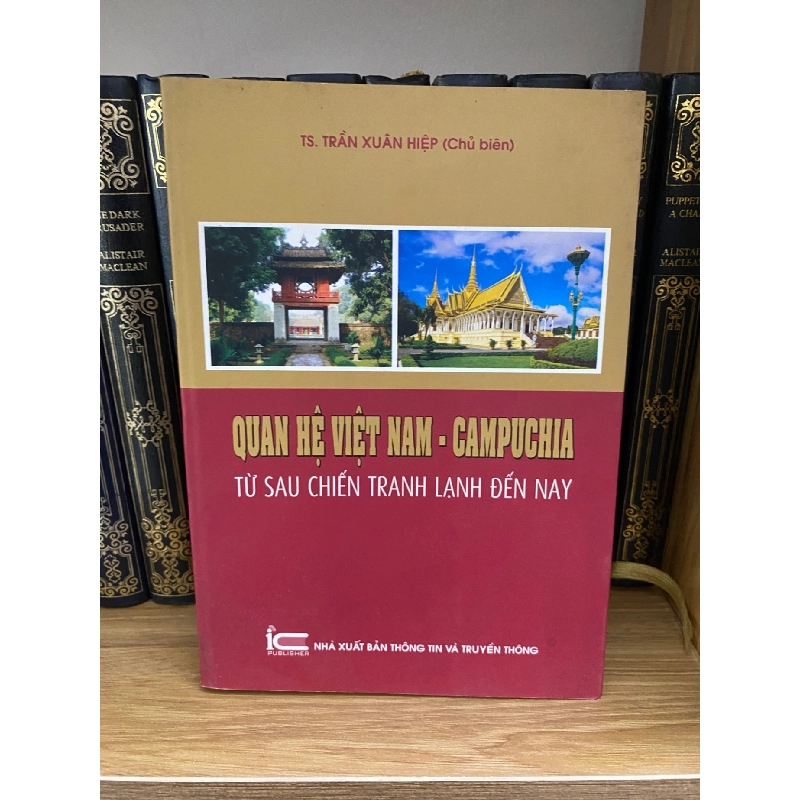 TS. TRẦN XUÂN HIỆP (Chủ biên)
QUAN HỆ VIỆT NAM - CAMPUCHIA
TỪ SAU CHIẾN TRANH LẠNH ĐẾN NAY
iC
PUBLISHER
NHÀ XUẤT BẢN THÔNG TIN VÀ TRUYỀN THÔNG
DARK
ALISTAIR
MACLEAN
PUPPET
A CHA
ALISTAI
MACLEA